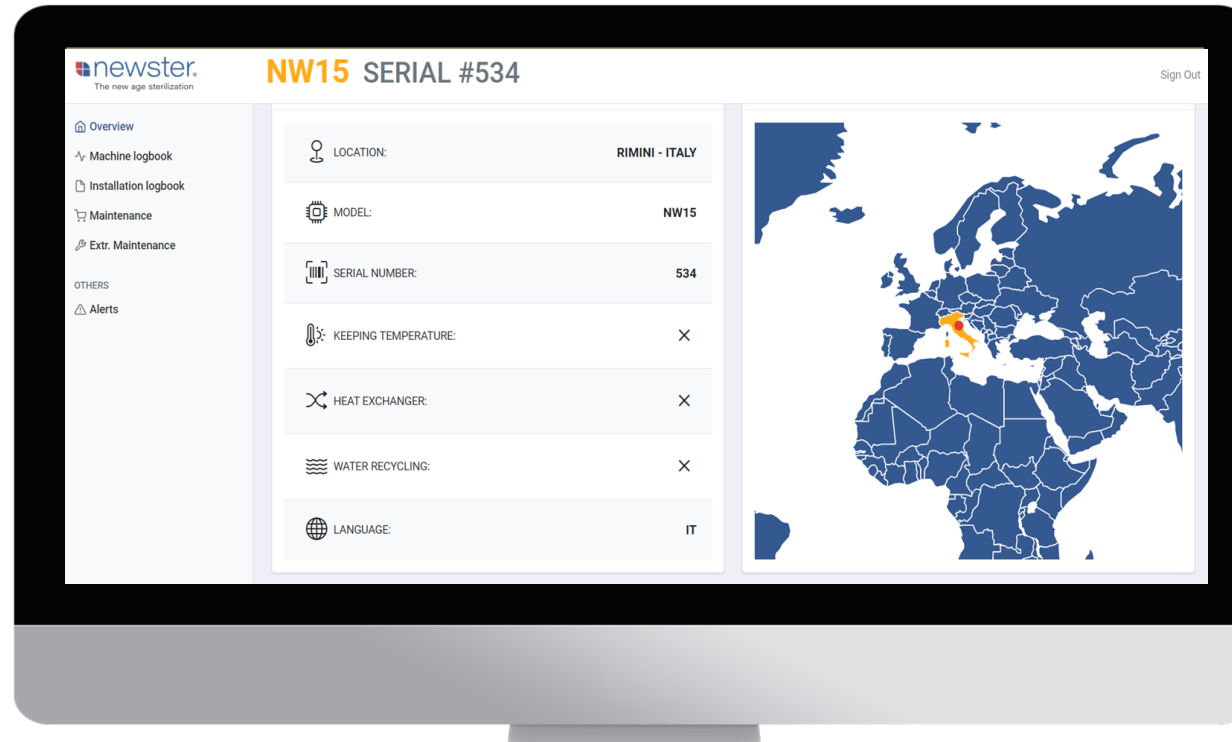 newster.
The new age sterilization
NW15 SERIAL #534
Sign Out
Overview
Machine logbook
Installation logbook
Maintenance
Extr. Maintenance
OTHERS
Alerts
LOCATION: RIMINI - ITALY
MODEL: NW15
SERIAL NUMBER: 534
KEEPING TEMPERATURE:
HEAT EXCHANGER:
WATER RECYCLING:
LANGUAGE: IT